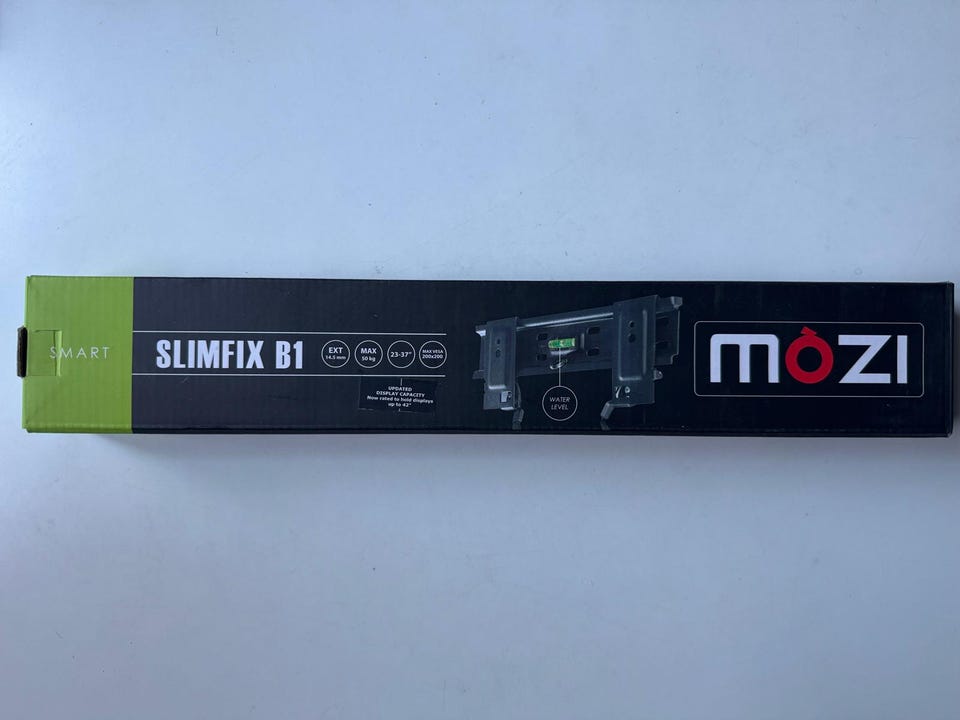 SMART
SLIMFIX B1
EXT
14.5 mm
MAX
50 kg
23-37"
MAX VESA
200x200
UPDATED
DISPLAY CAPACITY
Now rated to hold displays
up to 42"
WATER
LEVEL
mozi